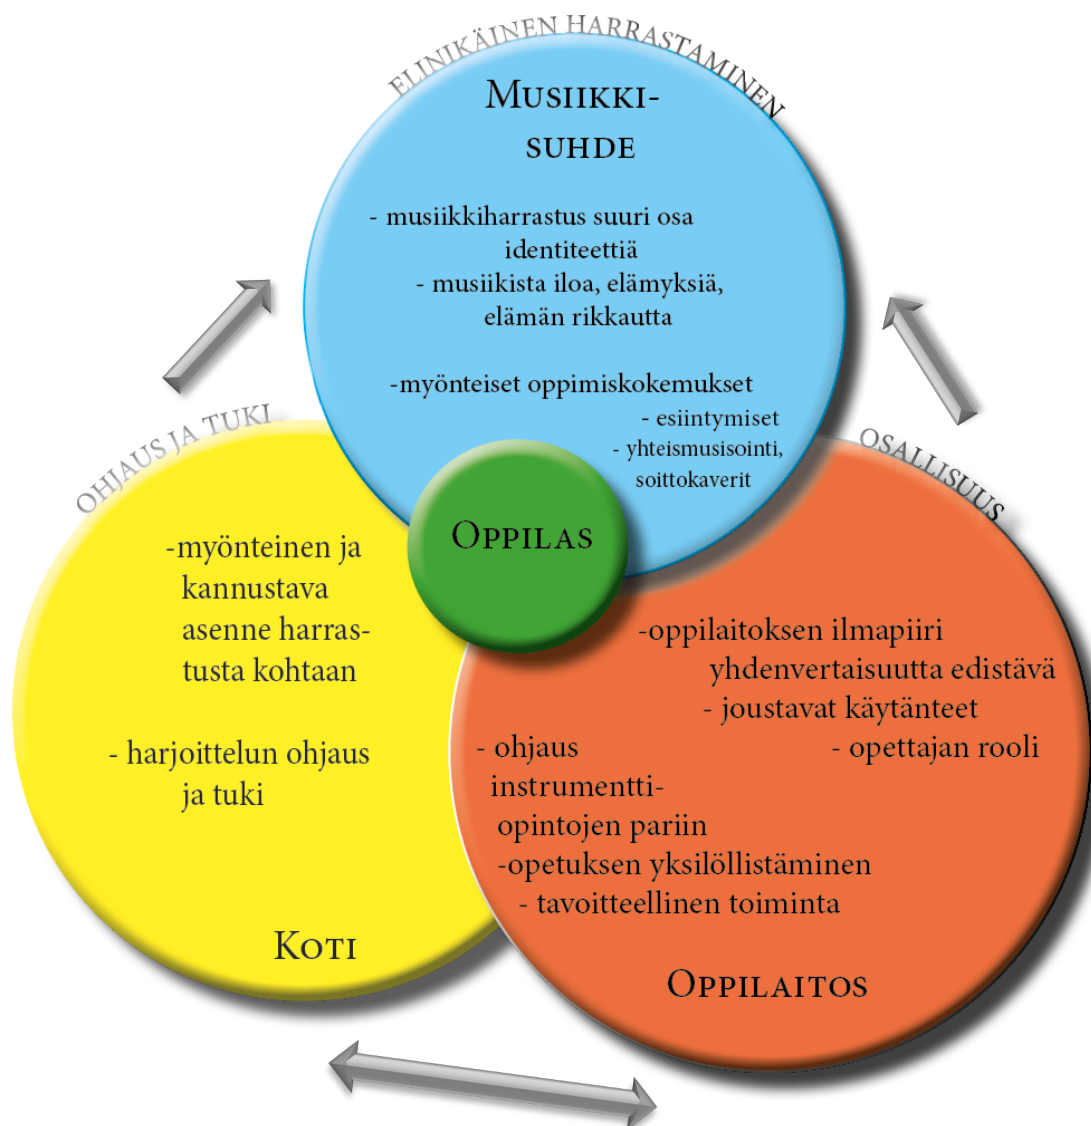 ELINIKÄINEN HARRASTAMINEN
MUSIIKKI-
SUHDE
- musiikkiharrastus suuri osa
identiteettiä
- musiikista iloa, elämyksiä,
elämän rikkautta
-myönteiset oppimiskokemukset
- esiintymiset
- yhteismusisointi,
soittokaverit
OPPILAS
OHJAUS JA TUKI
-myönteinen ja
kannustava
asenne harras-
tusta kohtaan
- harjoittelun ohjaus
ja tuki
KOTI
OSALLISUUS
-oppilaitoksen ilmapiiri
yhdenvertaisuutta edistävä
- joustavat käytänteet
- opettajan rooli
- ohjaus
instrumentti-
opintojen pariin
-opetuksen yksilöllistäminen
- tavoitteellinen toiminta
OPPILAITOS